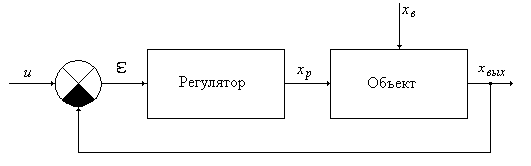 x_в
u
ε
Регулятор
x_р
Объект
x_вых